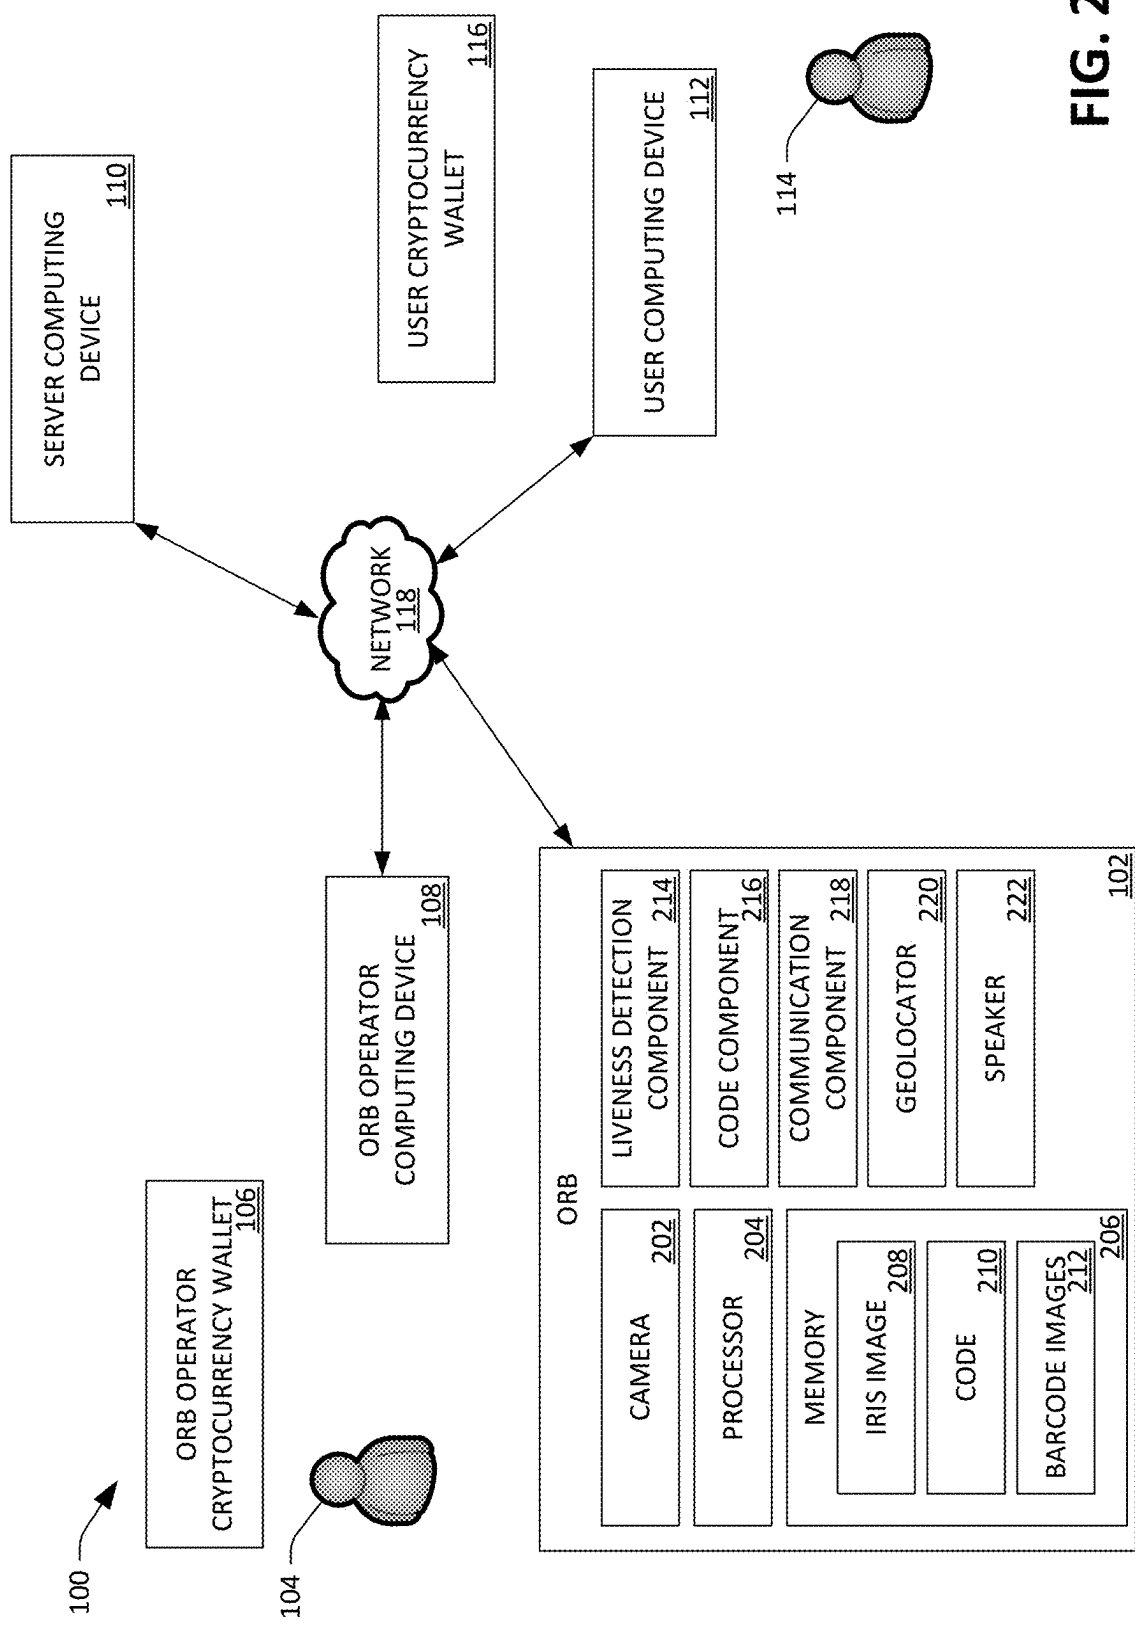 100
ORB OPERATOR
CRYPTOCURRENCY WALLET
106
104
ORB OPERATOR
COMPUTING DEVICE
108
NETWORK
118
SERVER COMPUTING
DEVICE
110
USER CRYPTOCURRENCY
WALLET
116
USER COMPUTING DEVICE
112
114
ORB
CAMERA
202
PROCESSOR
204
MEMORY
IRIS IMAGE
208
CODE
210
BARCODE IMAGES
212
206
LIVENESS DETECTION
COMPONENT
214
CODE COMPONENT
216
COMMUNICATION
COMPONENT
218
GEOLOCATOR
220
SPEAKER
222
102
FIG. 2